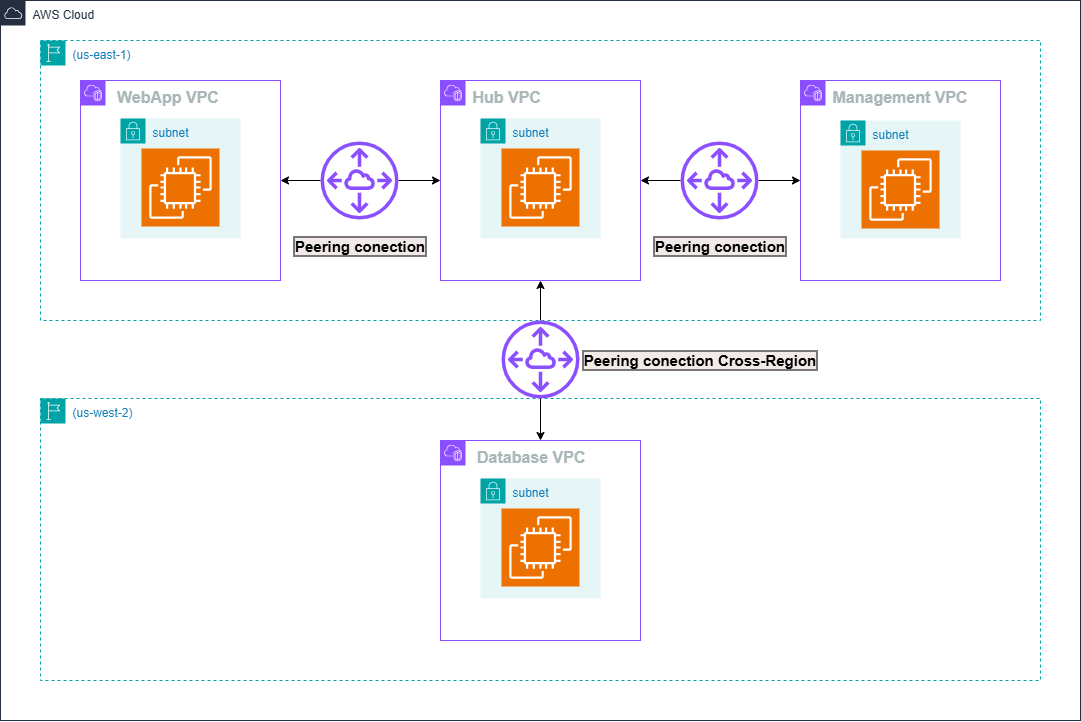 AWS Cloud
(us-east-1)
WebApp VPC
Hub VPC
Management VPC
subnet
subnet
subnet
Peering conection
Peering conection
Peering conection Cross-Region
(us-west-2)
Database VPC
subnet